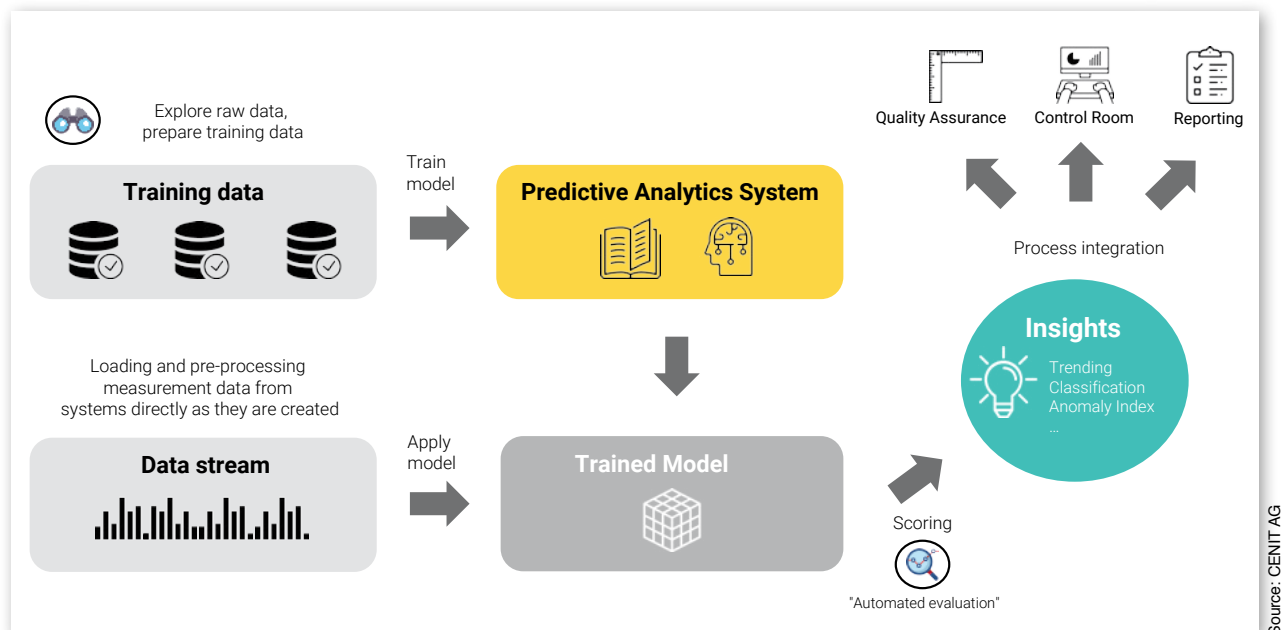 Explore raw data,
prepare training data
Training data
Train
model
Predictive Analytics System
Quality Assurance
Control Room
Reporting
Process integration
Insights
Trending
Classification
Anomaly Index
...
Loading and pre-processing
measurement data from
systems directly as they are created
Data stream
Apply
model
Trained Model
Scoring
"Automated evaluation"
Source: CENIT AG